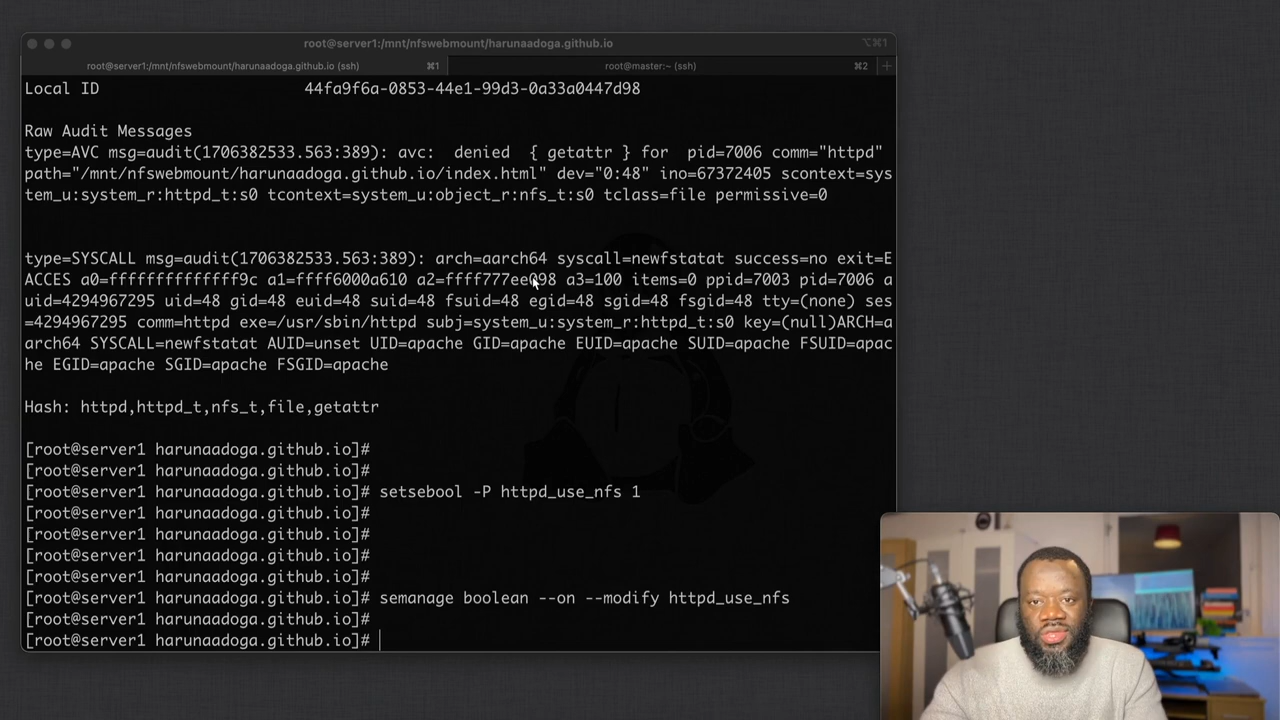 root@server1:/mnt/nfswebmount/harunaadoga.github.io
⌥⌘1
root@server1:/mnt/nfswebmount/harunaadoga.github.io (ssh) ⌘1 root@master:~ (ssh) ⌘2 +
Local ID 44fa9f6a-0853-44e1-99d3-0a33a0447d98
Raw Audit Messages
type=AVC msg=audit(1706382533.563:389): avc:  denied  { getattr } for  pid=7006 comm="httpd"
path="/mnt/nfswebmount/harunaadoga.github.io/index.html" dev="0:48" ino=67372405 scontext=sys
tem_u:system_r:httpd_t:s0 tcontext=system_u:object_r:nfs_t:s0 tclass=file permissive=0
type=SYSCALL msg=audit(1706382533.563:389): arch=aarch64 syscall=newfstatat success=no exit=E
ACCES a0=ffffffffffffff9c a1=ffff6000a610 a2=ffff777ee098 a3=100 items=0 ppid=7003 pid=7006 a
uid=4294967295 uid=48 gid=48 euid=48 suid=48 fsuid=48 egid=48 sgid=48 fsgid=48 tty=(none) ses
=4294967295 comm=httpd exe=/usr/sbin/httpd subj=system_u:system_r:httpd_t:s0 key=(null)ARCH=a
arch64 SYSCALL=newfstatat AUID=unset UID=apache GID=apache EUID=apache SUID=apache FSUID=apac
he EGID=apache SGID=apache FSGID=apache
Hash: httpd,httpd_t,nfs_t,file,getattr
[root@server1 harunaadoga.github.io]#
[root@server1 harunaadoga.github.io]#
[root@server1 harunaadoga.github.io]# setsebool -P httpd_use_nfs 1
[root@server1 harunaadoga.github.io]#
[root@server1 harunaadoga.github.io]#
[root@server1 harunaadoga.github.io]#
[root@server1 harunaadoga.github.io]#
[root@server1 harunaadoga.github.io]# semanage boolean --on --modify httpd_use_nfs
[root@server1 harunaadoga.github.io]#
[root@server1 harunaadoga.github.io]#